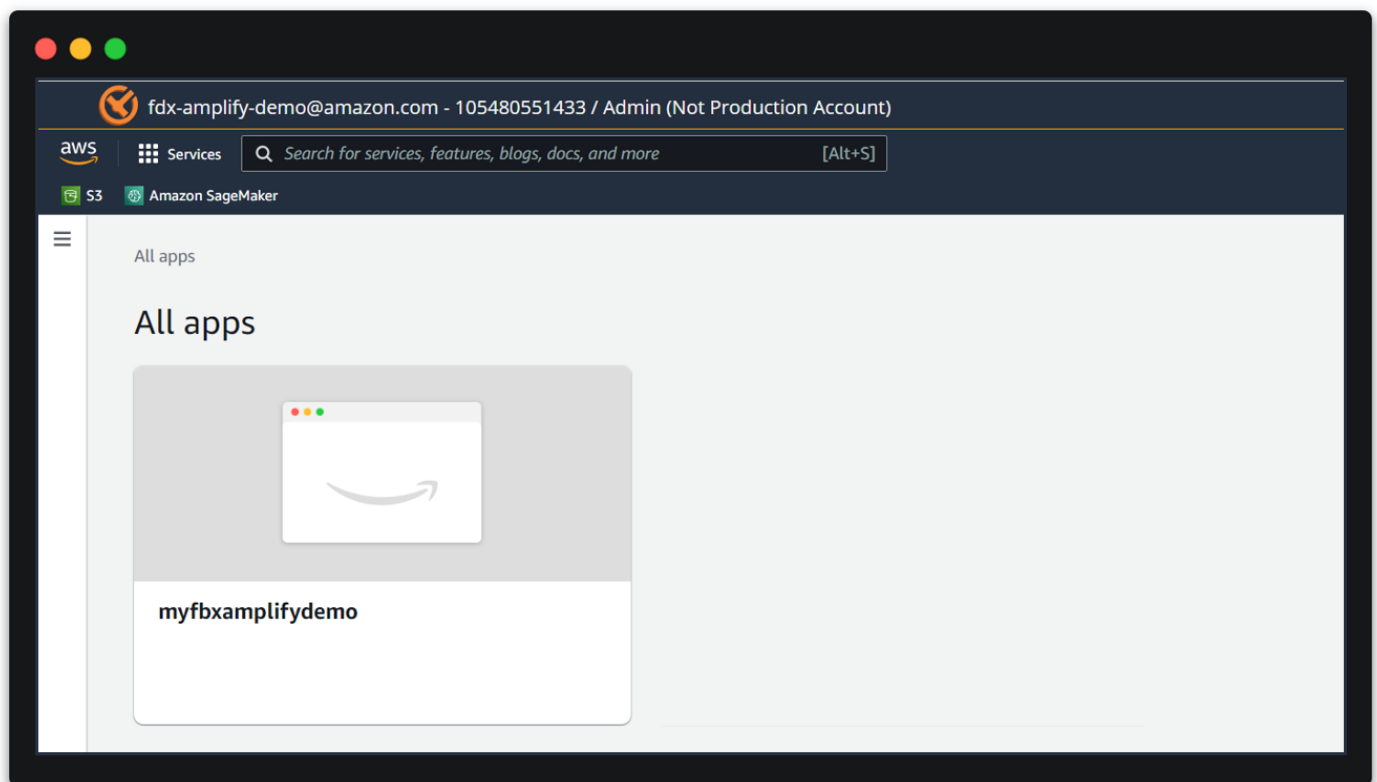 fdx-amplify-demo@amazon.com - 105480551433 / Admin (Not Production Account)
aws Services Search for services, features, blogs, docs, and more [Alt+S]
S3 Amazon SageMaker
All apps
All apps
myfbxamplifydemo